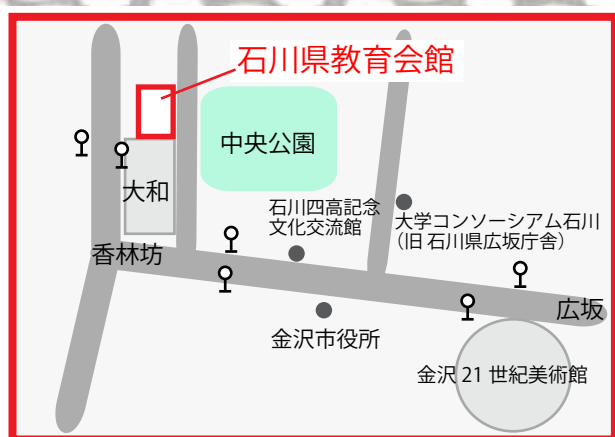 石川県教育会館
中央公園
大和
石川四高記念
文化交流館
大学コンソーシアム石川
（旧 石川県広坂庁舎）
香林坊
広坂
金沢市役所
金沢 21 世紀美術館